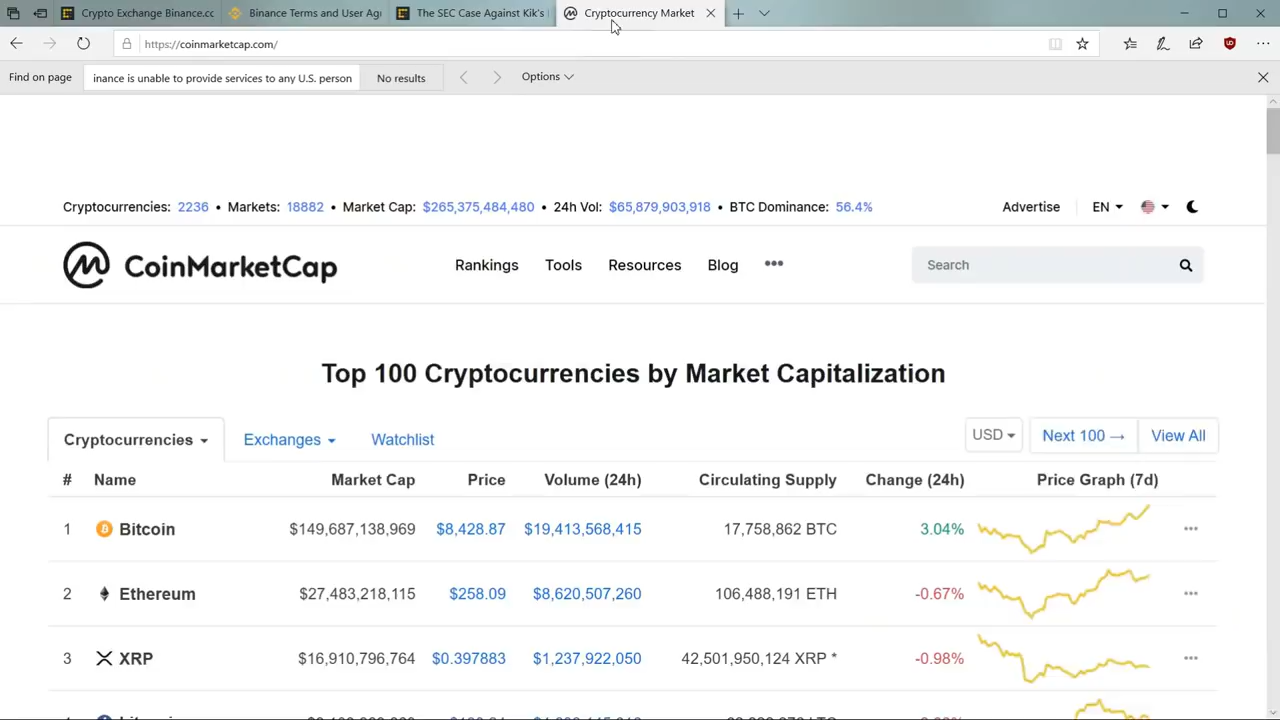 Crypto Exchange Binance.cc
Binance Terms and User Agr
The SEC Case Against Kik's I
Cryptocurrency Market
https://coinmarketcap.com/
Find on page
inance is unable to provide services to any U.S. person
No results
Options
Cryptocurrencies: 2236 • Markets: 18882 • Market Cap: $265,375,484,480 • 24h Vol: $65,879,903,918 • BTC Dominance: 56.4%
Advertise
EN
CoinMarketCap
Rankings
Tools
Resources
Blog
Search
Top 100 Cryptocurrencies by Market Capitalization
Cryptocurrencies
Exchanges
Watchlist
USD
Next 100 →
View All
# Name Market Cap Price Volume (24h) Circulating Supply Change (24h) Price Graph (7d)
1 Bitcoin $149,687,138,969 $8,428.87 $19,413,568,415 17,758,862 BTC 3.04%
2 Ethereum $27,483,218,115 $258.09 $8,620,507,260 106,488,191 ETH -0.67%
3 XRP $16,910,796,764 $0.397883 $1,237,922,050 42,501,950,124 XRP * -0.98%